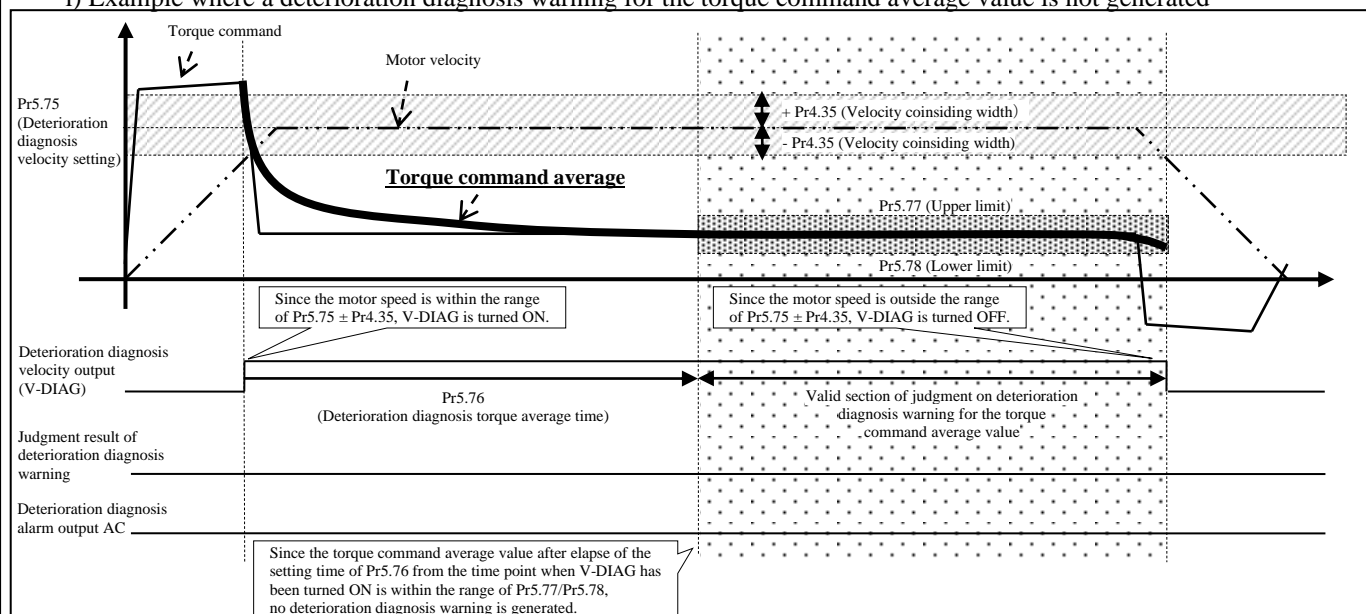 i) Example where a deterioration diagnosis warning for the torque command average value is not generated
Torque command
Motor velocity
Pr5.75
(Deterioration
diagnosis
velocity setting)
+ Pr4.35 (Velocity coinsiding width)
- Pr4.35 (Velocity coinsiding width)
Torque command average
Pr5.77 (Upper limit)
Pr5.78 (Lower limit)
Since the motor speed is within the range
of Pr5.75 ± Pr4.35, V-DIAG is turned ON.
Since the motor speed is outside the range
of Pr5.75 ± Pr4.35, V-DIAG is turned OFF.
Deterioration diagnosis
velocity output
(V-DIAG)
Pr5.76
(Deterioration diagnosis torque average time)
Valid section of judgment on deterioration
diagnosis warning for the torque
command average value
Judgment result of
deterioration diagnosis
warning
Deterioration diagnosis
alarm output AC
Since the torque command average value after elapse of the
setting time of Pr5.76 from the time point when V-DIAG has
been turned ON is within the range of Pr5.77/Pr5.78,
no deterioration diagnosis warning is generated.